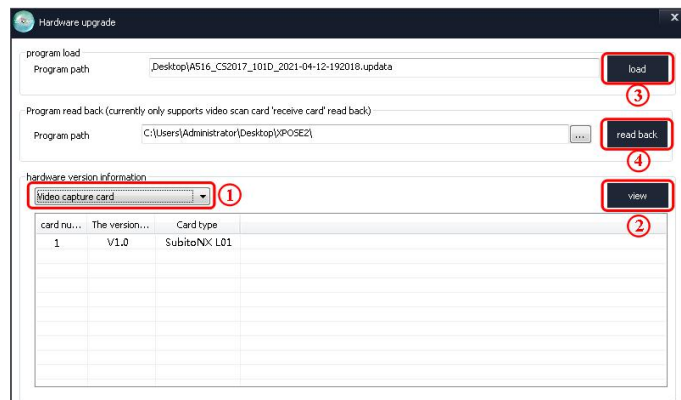 Hardware upgrade
x
program load
Program path ,Desktop\A516_CS2017_101D_2021-04-12-192018.updata load
③
Program read back (currently only supports video scan card 'receive card' read back)
Program path C:\Users\Administrator\Desktop\XPOSE2\ ... read back
④
hardware version information
Video capture card ① view
②
card nu... The version... Card type
1 V1.0 SubitoNX L01